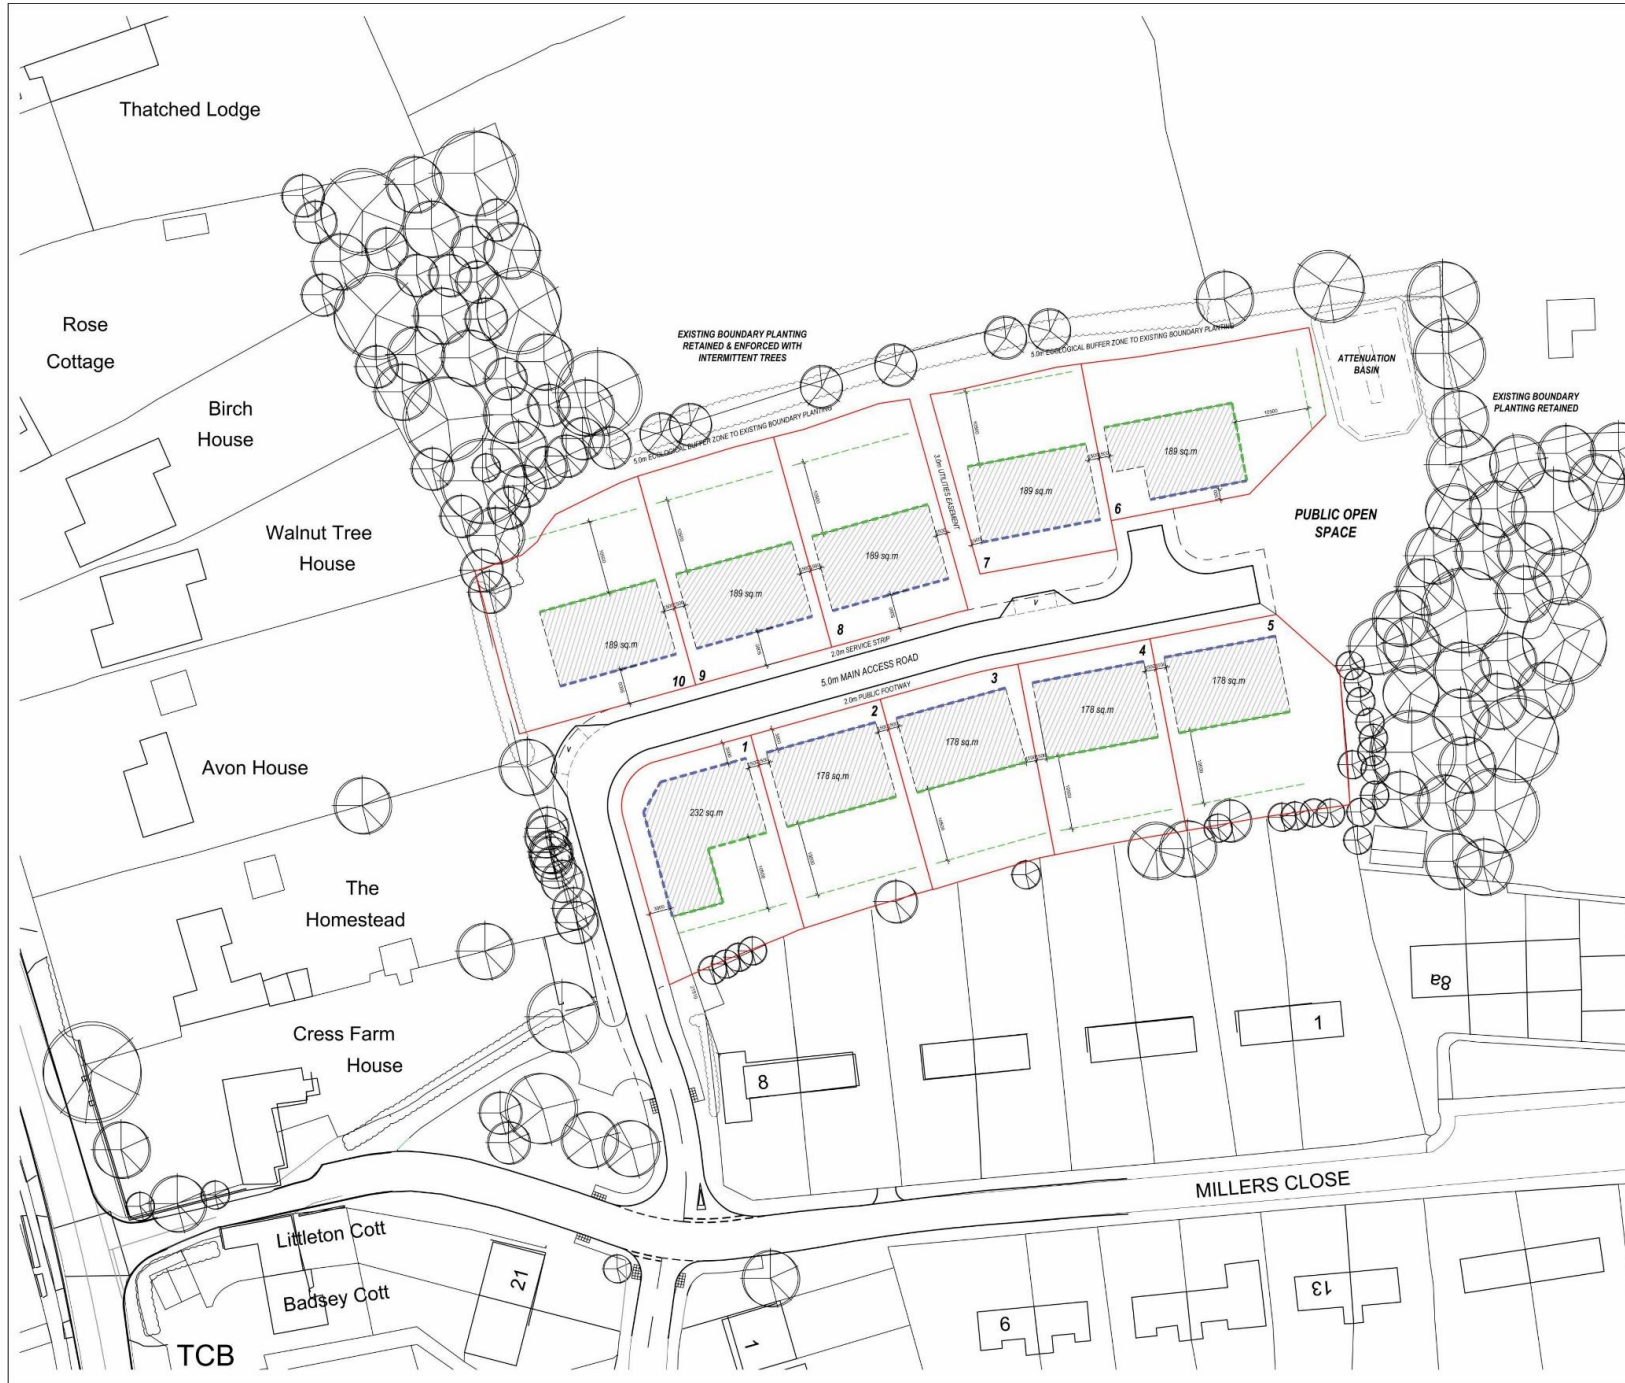 Thatched Lodge
Rose
Cottage
EXISTING BOUNDARY PLANTING
RETAINED & ENFORCED WITH
INTERMITTENT TREES
5.0m ECOLOGICAL BUFFER ZONE TO EXISTING BOUNDARY PLANTING
ATTENUATION
BASIN
EXISTING BOUNDARY
PLANTING RETAINED
Birch
House
5.0m ECOLOGICAL BUFFER ZONE TO EXISTING BOUNDARY PLANTING
3.0m UTILITIES EASEMENT
189 sq.m
189 sq.m
6
PUBLIC OPEN
SPACE
Walnut Tree
House
7
189 sq.m
189 sq.m
189 sq.m
8
V
10 9
2.0m SERVICE STRIP
5.0m MAIN ACCESS ROAD
2.0m PUBLIC FOOTWAY
5
4
3
2
1
178 sq.m
178 sq.m
178 sq.m
178 sq.m
232 sq.m
V
Avon House
The
Homestead
Cress Farm
House
8a
1
8
MILLERS CLOSE
Littleton Cott
Badsey Cott
21
1
9
13
TCB